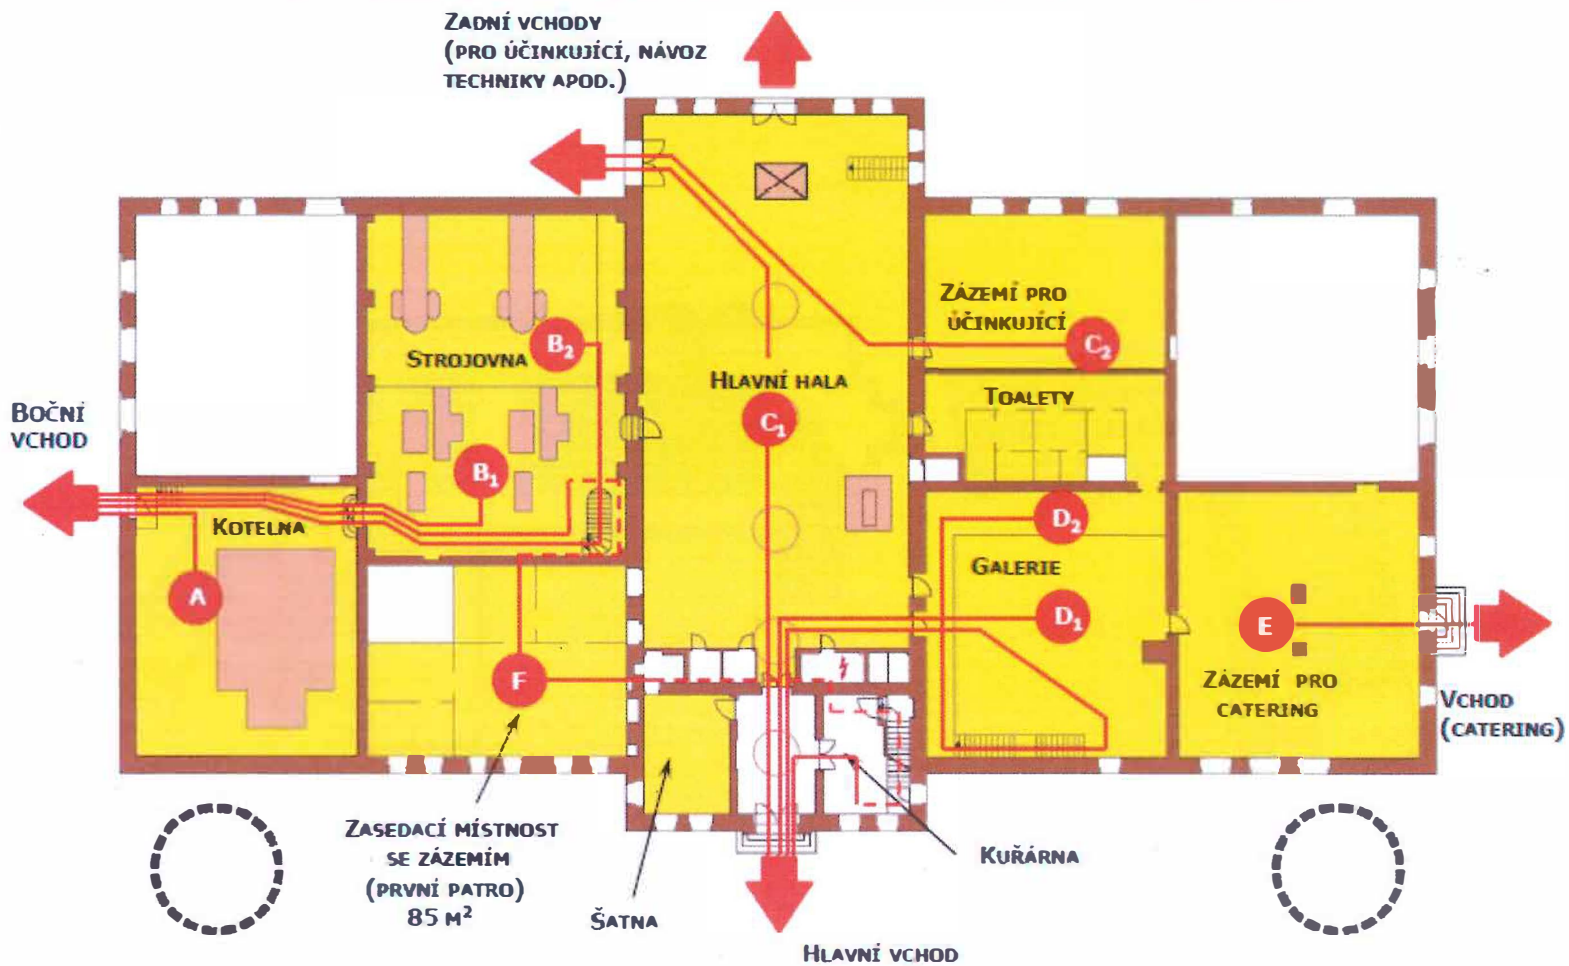 ZADNÍ VCHODY
(PRO ÚČINKUJÍCÍ, NÁVOZ
TECHNIKY APOD.)
ZÁZEMÍ PRO
ÚČINKUJÍCÍ
C2
STROJOVNA
B2
HLAVNÍ HALA
C1
TOALETY
BOČNÍ
VCHOD
B1
KOTELNA
A
D2
GALERIE
D1
E
ZÁZEMÍ PRO
CATERING
F
VCHOD
(CATERING)
ZASEDACÍ MÍSTNOST
SE ZÁZEMÍM
(PRVNÍ PATRO)
85 M²
ŠATNA
KUŘÁRNA
HLAVNÍ VCHOD